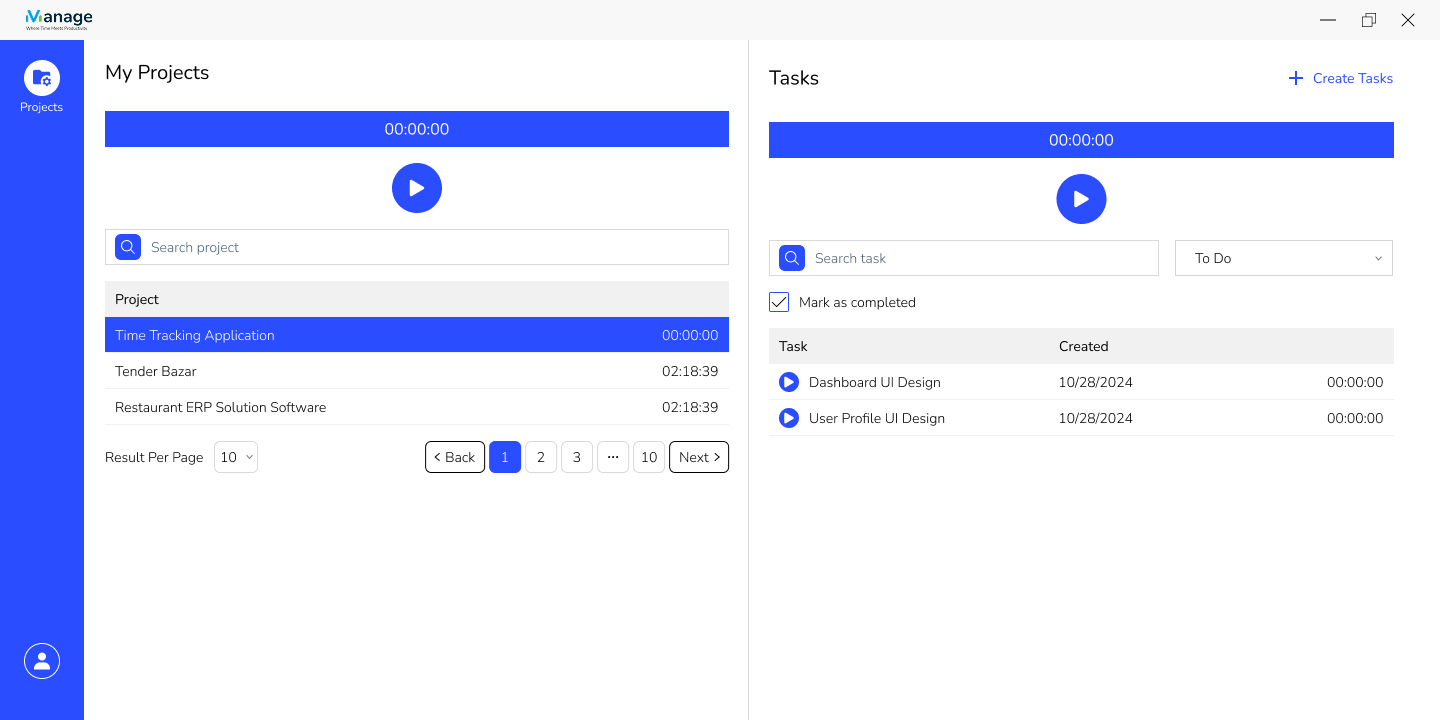 Manage
Where Time Meets Productivity
Projects
My Projects
00:00:00
Search project
Project
Time Tracking Application 00:00:00
Tender Bazar 02:18:39
Restaurant ERP Solution Software 02:18:39
Result Per Page 10 < Back 1 2 3 ··· 10 Next >
Tasks
Create Tasks
00:00:00
Search task
To Do
Mark as completed
Task Created
Dashboard UI Design 10/28/2024 00:00:00
User Profile UI Design 10/28/2024 00:00:00